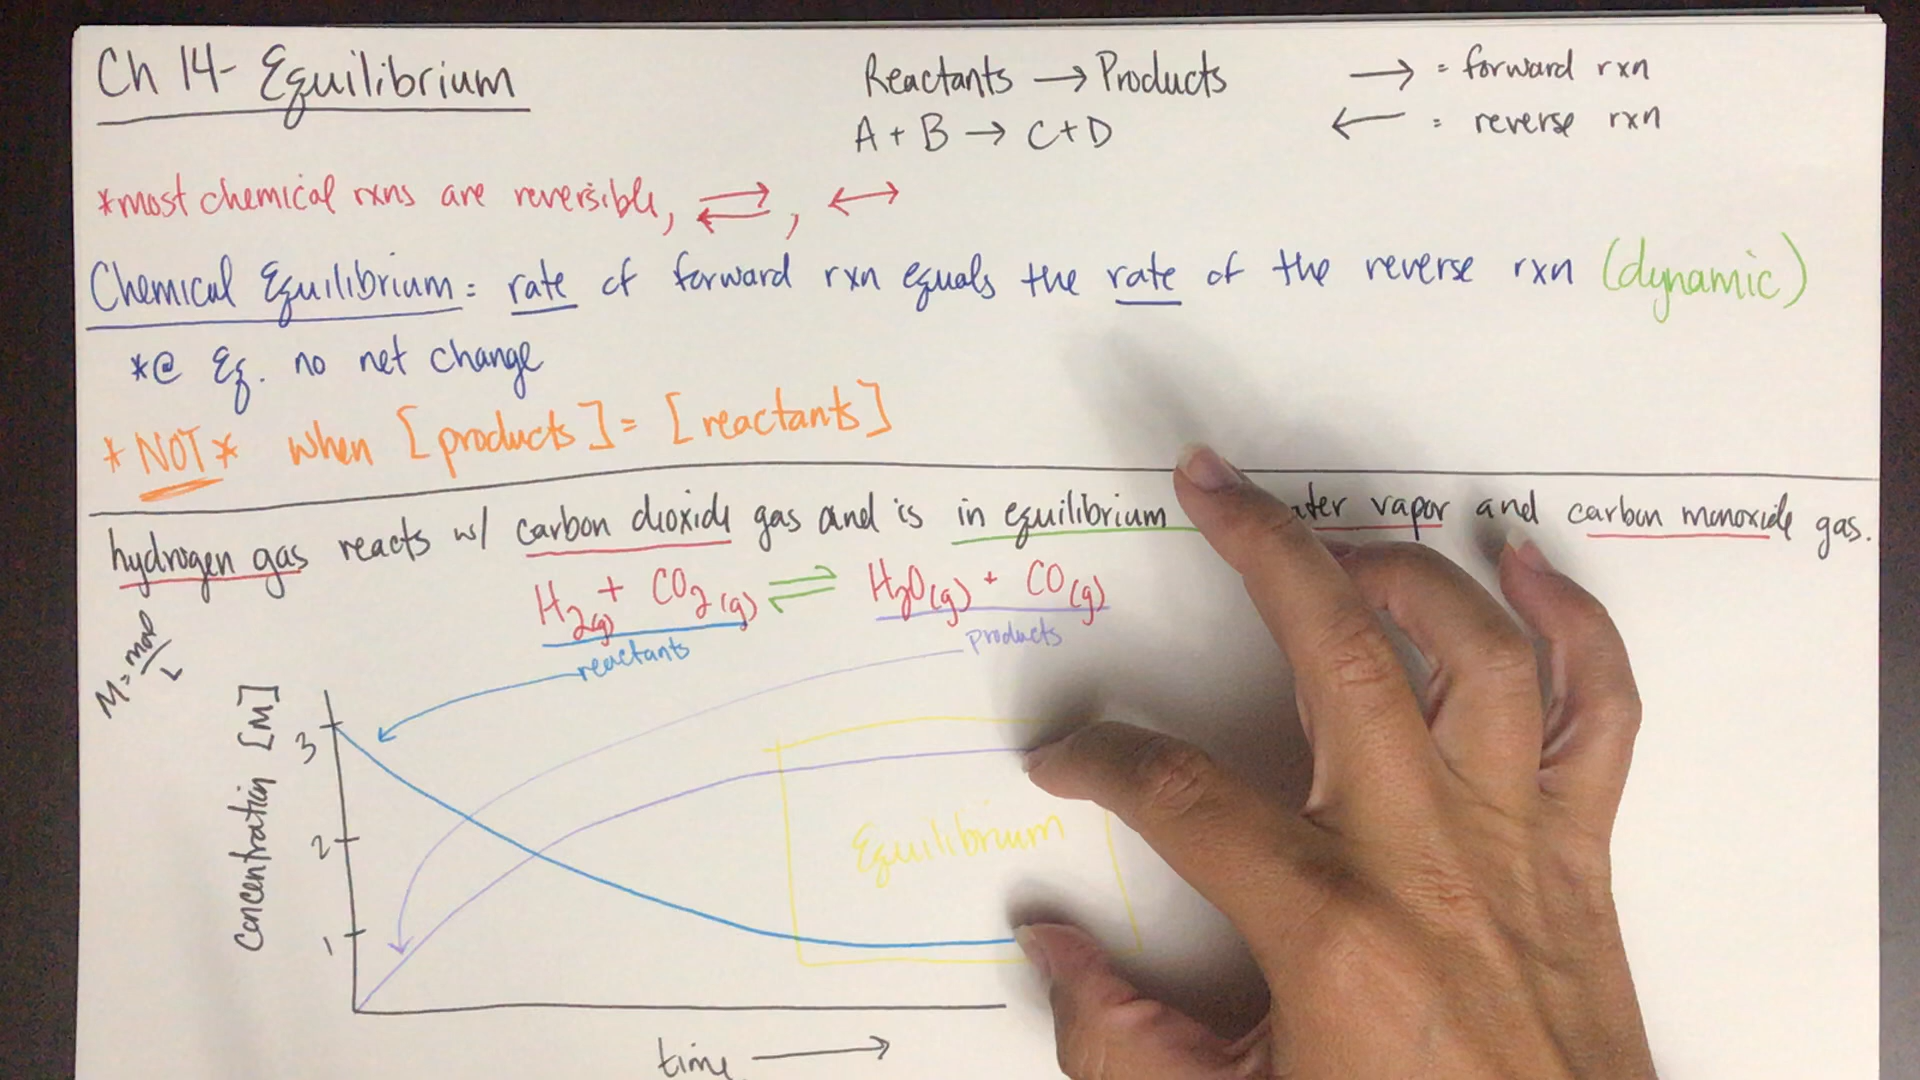 Ch 14- Equilibrium
Reactants → Products
A + B → C+D
→ = forward rxn
← = reverse rxn
*most chemical rxns are reversible, ⇄, ↔
Chemical Equilibrium: rate of forward rxn equals the rate of the reverse rxn (dynamic)
*@ Eq. no net change
*NOT* when [products] = [reactants]
hydrogen gas reacts w/ carbon dioxide gas and is in equilibrium vapor and carbon monoxide gas.
H2(g) + CO2(g) ⇌ H2O(g) + CO(g)
reactants
products
M = mol/L
Concentration [M]
3
2
1
Equilibrium
time →